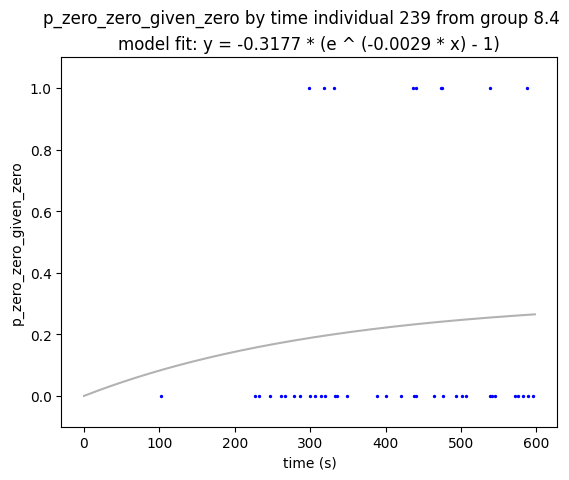 p_zero_zero_given_zero by time individual 239 from group 8.4
model fit: y = -0.3177 * (e ^ (-0.0029 * x) - 1)
p_zero_zero_given_zero
1.0
0.8
0.6
0.4
0.2
0.0
0 100 200 300 400 500 600
time (s)